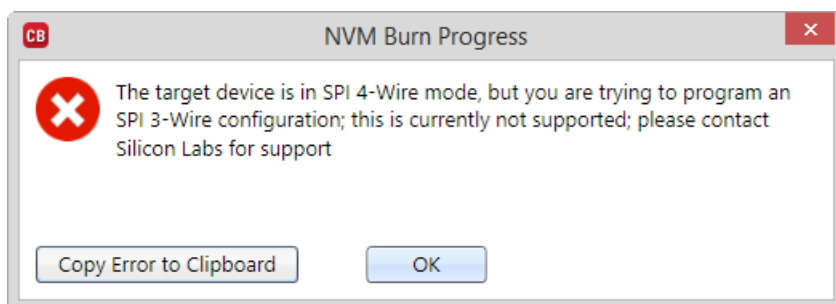 CB
NVM Burn Progress
The target device is in SPI 4-Wire mode, but you are trying to program an
SPI 3-Wire configuration; this is currently not supported; please contact
Silicon Labs for support
Copy Error to Clipboard
OK